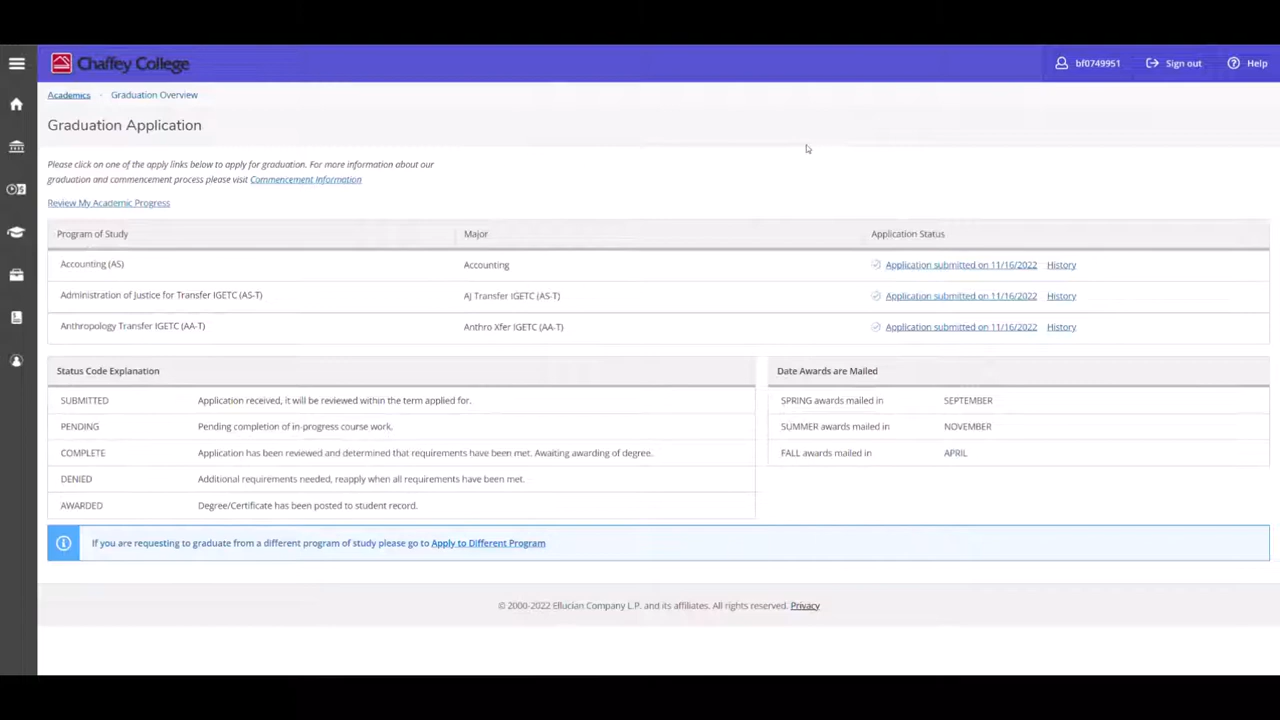 Chaffey College
bf0749951 Sign out Help
Academics · Graduation Overview
Graduation Application
Please click on one of the apply links below to apply for graduation. For more information about our
graduation and commencement process please visit Commencement Information
Review My Academic Progress
Program of Study Major Application Status
Accounting (AS) Accounting Application submitted on 11/16/2022 History
Administration of Justice for Transfer IGETC (AS-T) AJ Transfer IGETC (AS-T) Application submitted on 11/16/2022 History
Anthropology Transfer IGETC (AA-T) Anthro Xfer IGETC (AA-T) Application submitted on 11/16/2022 History
Status Code Explanation
SUBMITTED Application received, it will be reviewed within the term applied for.
PENDING Pending completion of in-progress course work.
COMPLETE Application has been reviewed and determined that requirements have been met. Awaiting awarding of degree.
DENIED Additional requirements needed, reapply when all requirements have been met.
AWARDED Degree/Certificate has been posted to student record.
Date Awards are Mailed
SPRING awards mailed in SEPTEMBER
SUMMER awards mailed in NOVEMBER
FALL awards mailed in APRIL
If you are requesting to graduate from a different program of study please go to Apply to Different Program
© 2000-2022 Ellucian Company L.P. and its affiliates. All rights reserved. Privacy